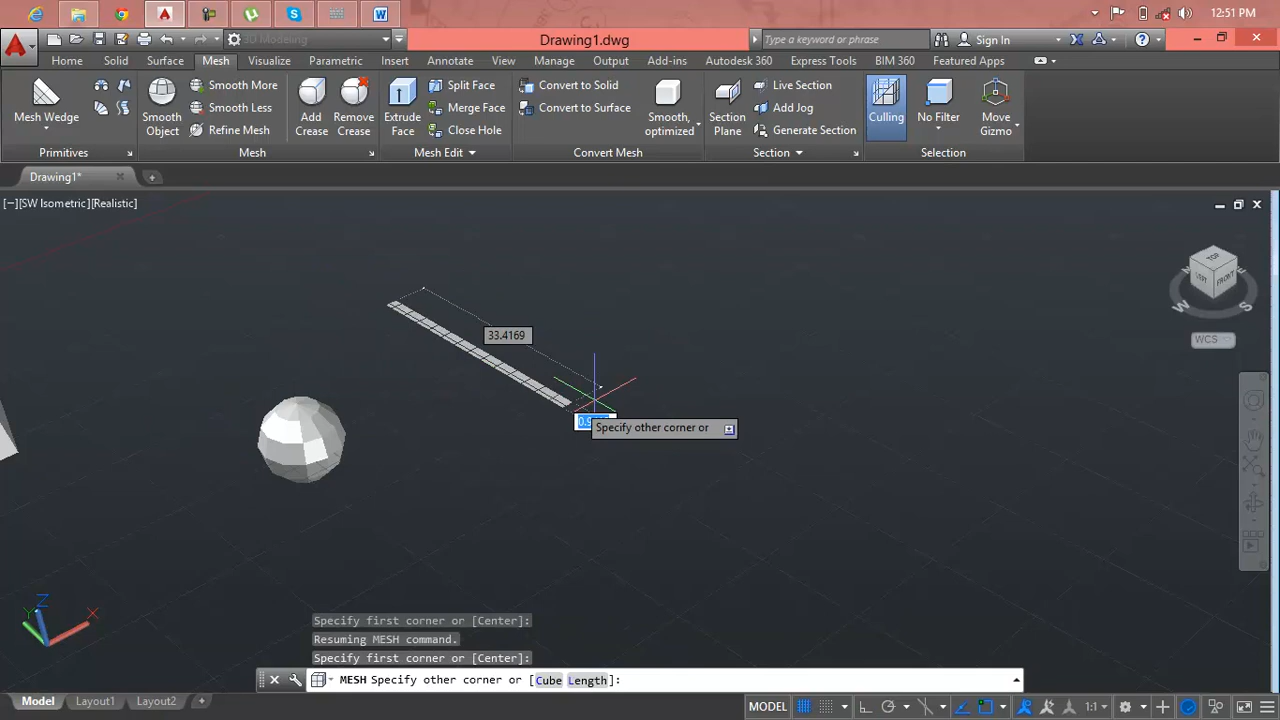 12:51 PM
3D Modeling
Drawing1.dwg
Type a keyword or phrase
Sign In
Home Solid Surface Mesh Visualize Parametric Insert Annotate View Manage Output Add-ins Autodesk 360 Express Tools BIM 360 Featured Apps
Mesh Wedge
Smooth Object
Smooth More
Smooth Less
Refine Mesh
Add Crease
Remove Crease
Extrude Face
Split Face
Merge Face
Close Hole
Convert to Solid
Convert to Surface
Smooth, optimized
Section Plane
Live Section
Add Jog
Generate Section
Culling
No Filter
Move Gizmo
Primitives Mesh Mesh Edit Convert Mesh Section Selection
Drawing1*
[−][SW Isometric][Realistic]
TOP
FRONT
W
S
WCS
33.4169
Specify other corner or
Z
Y
X
Specify first corner or [Center]:
Resuming MESH command.
Specify first corner or [Center]:
MESH Specify other corner or [Cube Length]:
Model Layout1 Layout2
MODEL
1:1